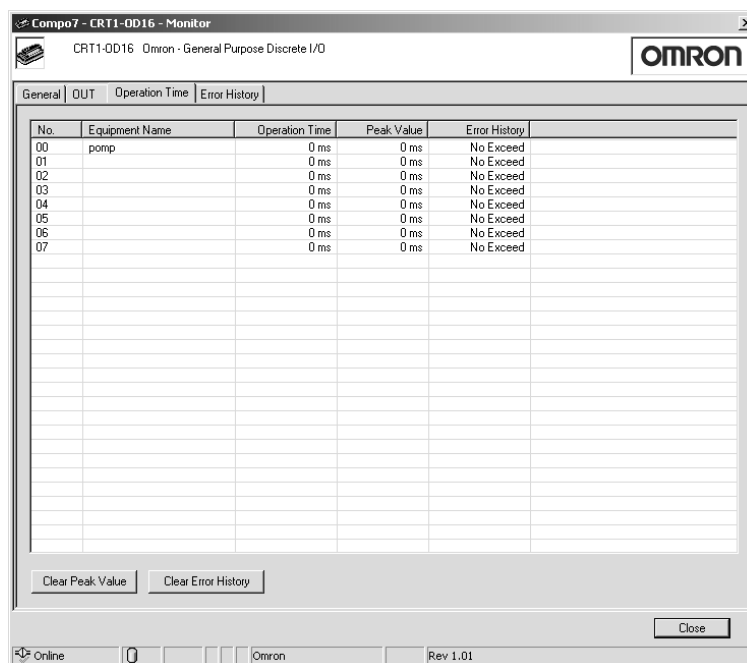 Compo7 - CRT1-OD16 - Monitor
CRT1-OD16 Omron - General Purpose Discrete I/O
OMRON
General OUT Operation Time Error History
No. Equipment Name Operation Time Peak Value Error History
00 pomp 0 ms 0 ms No Exceed
01 0 ms 0 ms No Exceed
02 0 ms 0 ms No Exceed
03 0 ms 0 ms No Exceed
04 0 ms 0 ms No Exceed
05 0 ms 0 ms No Exceed
06 0 ms 0 ms No Exceed
07 0 ms 0 ms No Exceed
Clear Peak Value Clear Error History
Close
Online Omron Rev 1.01